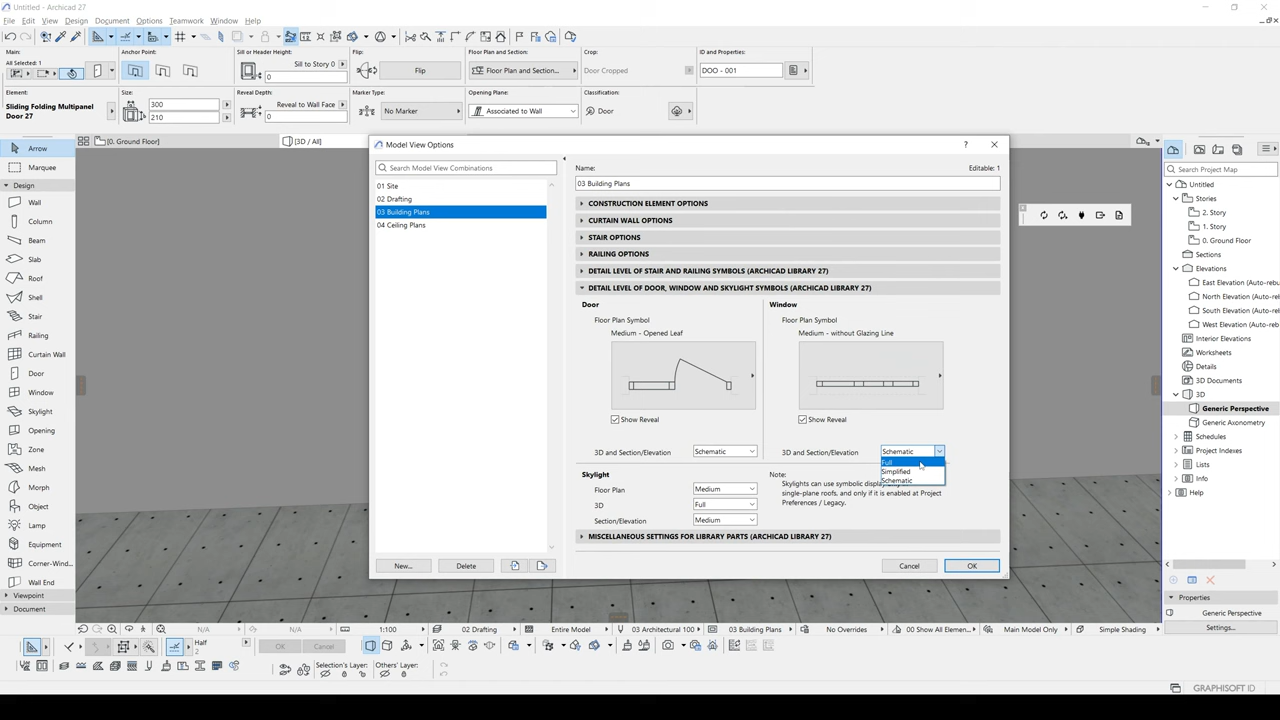 Untitled - Archicad 27
File Edit View Design Document Options Teamwork Window Help
Main:
All Selected: 1
Anchor Point:
Sill or Header Height:
Sill to Story 0
0
Flip:
Flip
Floor Plan and Section:
Floor Plan and Section...
Crop:
Door Cropped
ID and Properties:
DOO - 001
Element:
Sliding Folding Multipanel
Door 27
Size:
300
210
Reveal Depth:
Reveal to Wall Face
0
Marker Type:
No Marker
Opening Plane:
Associated to Wall
Classification:
Door
[0. Ground Floor]
[3D / All]
Arrow
Marquee
Design
Wall
Column
Beam
Slab
Roof
Shell
Stair
Railing
Curtain Wall
Door
Window
Skylight
Opening
Zone
Mesh
Morph
Object
Lamp
Equipment
Corner-Wind...
Wall End
Viewpoint
Document
Model View Options
?
Search Model View Combinations
01 Site
02 Drafting
03 Building Plans
04 Ceiling Plans
New...
Delete
Name:
Editable: 1
03 Building Plans
CONSTRUCTION ELEMENT OPTIONS
CURTAIN WALL OPTIONS
STAIR OPTIONS
RAILING OPTIONS
DETAIL LEVEL OF STAIR AND RAILING SYMBOLS (ARCHICAD LIBRARY 27)
DETAIL LEVEL OF DOOR, WINDOW AND SKYLIGHT SYMBOLS (ARCHICAD LIBRARY 27)
Door
Floor Plan Symbol
Medium - Opened Leaf
Show Reveal
3D and Section/Elevation
Schematic
Window
Floor Plan Symbol
Medium - without Glazing Line
Show Reveal
3D and Section/Elevation
Schematic
Full
Simplified
Schematic
Skylight
Floor Plan
Medium
3D
Full
Section/Elevation
Medium
Note:
Skylights can use symbolic display
single-plane roofs, and only if it is enabled at Project
Preferences / Legacy.
MISCELLANEOUS SETTINGS FOR LIBRARY PARTS (ARCHICAD LIBRARY 27)
Cancel
OK
Search Project Map
Untitled
Stories
2. Story
1. Story
0. Ground Floor
Sections
Elevations
East Elevation (Auto-rebu
North Elevation (Auto-reb
South Elevation (Auto-reb
West Elevation (Auto-reb
Interior Elevations
Worksheets
Details
3D Documents
3D
Generic Perspective
Generic Axonometry
Schedules
Project Indexes
Lists
Info
Help
Properties
Generic Perspective
Settings...
N/A
N/A
1:100
02 Drafting
Entire Model
03 Architectural 100
03 Building Plans
No Overrides
00 Show All Elemen...
Main Model Only
Simple Shading
Half
2
OK
Cancel
Selection's Layer:
Others' Layer:
GRAPHISOFT ID